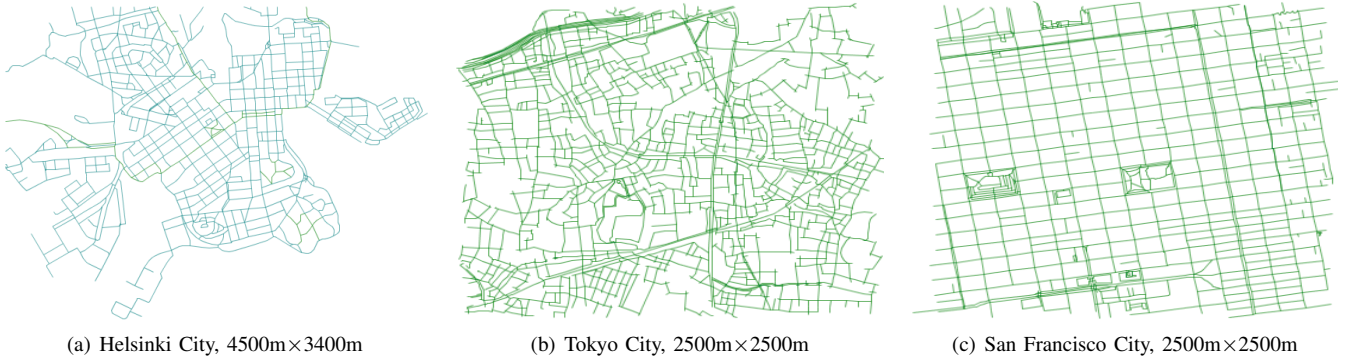 (a) Helsinki City, 4500m×3400m
(b) Tokyo City, 2500m×2500m
(c) San Francisco City, 2500m×2500m